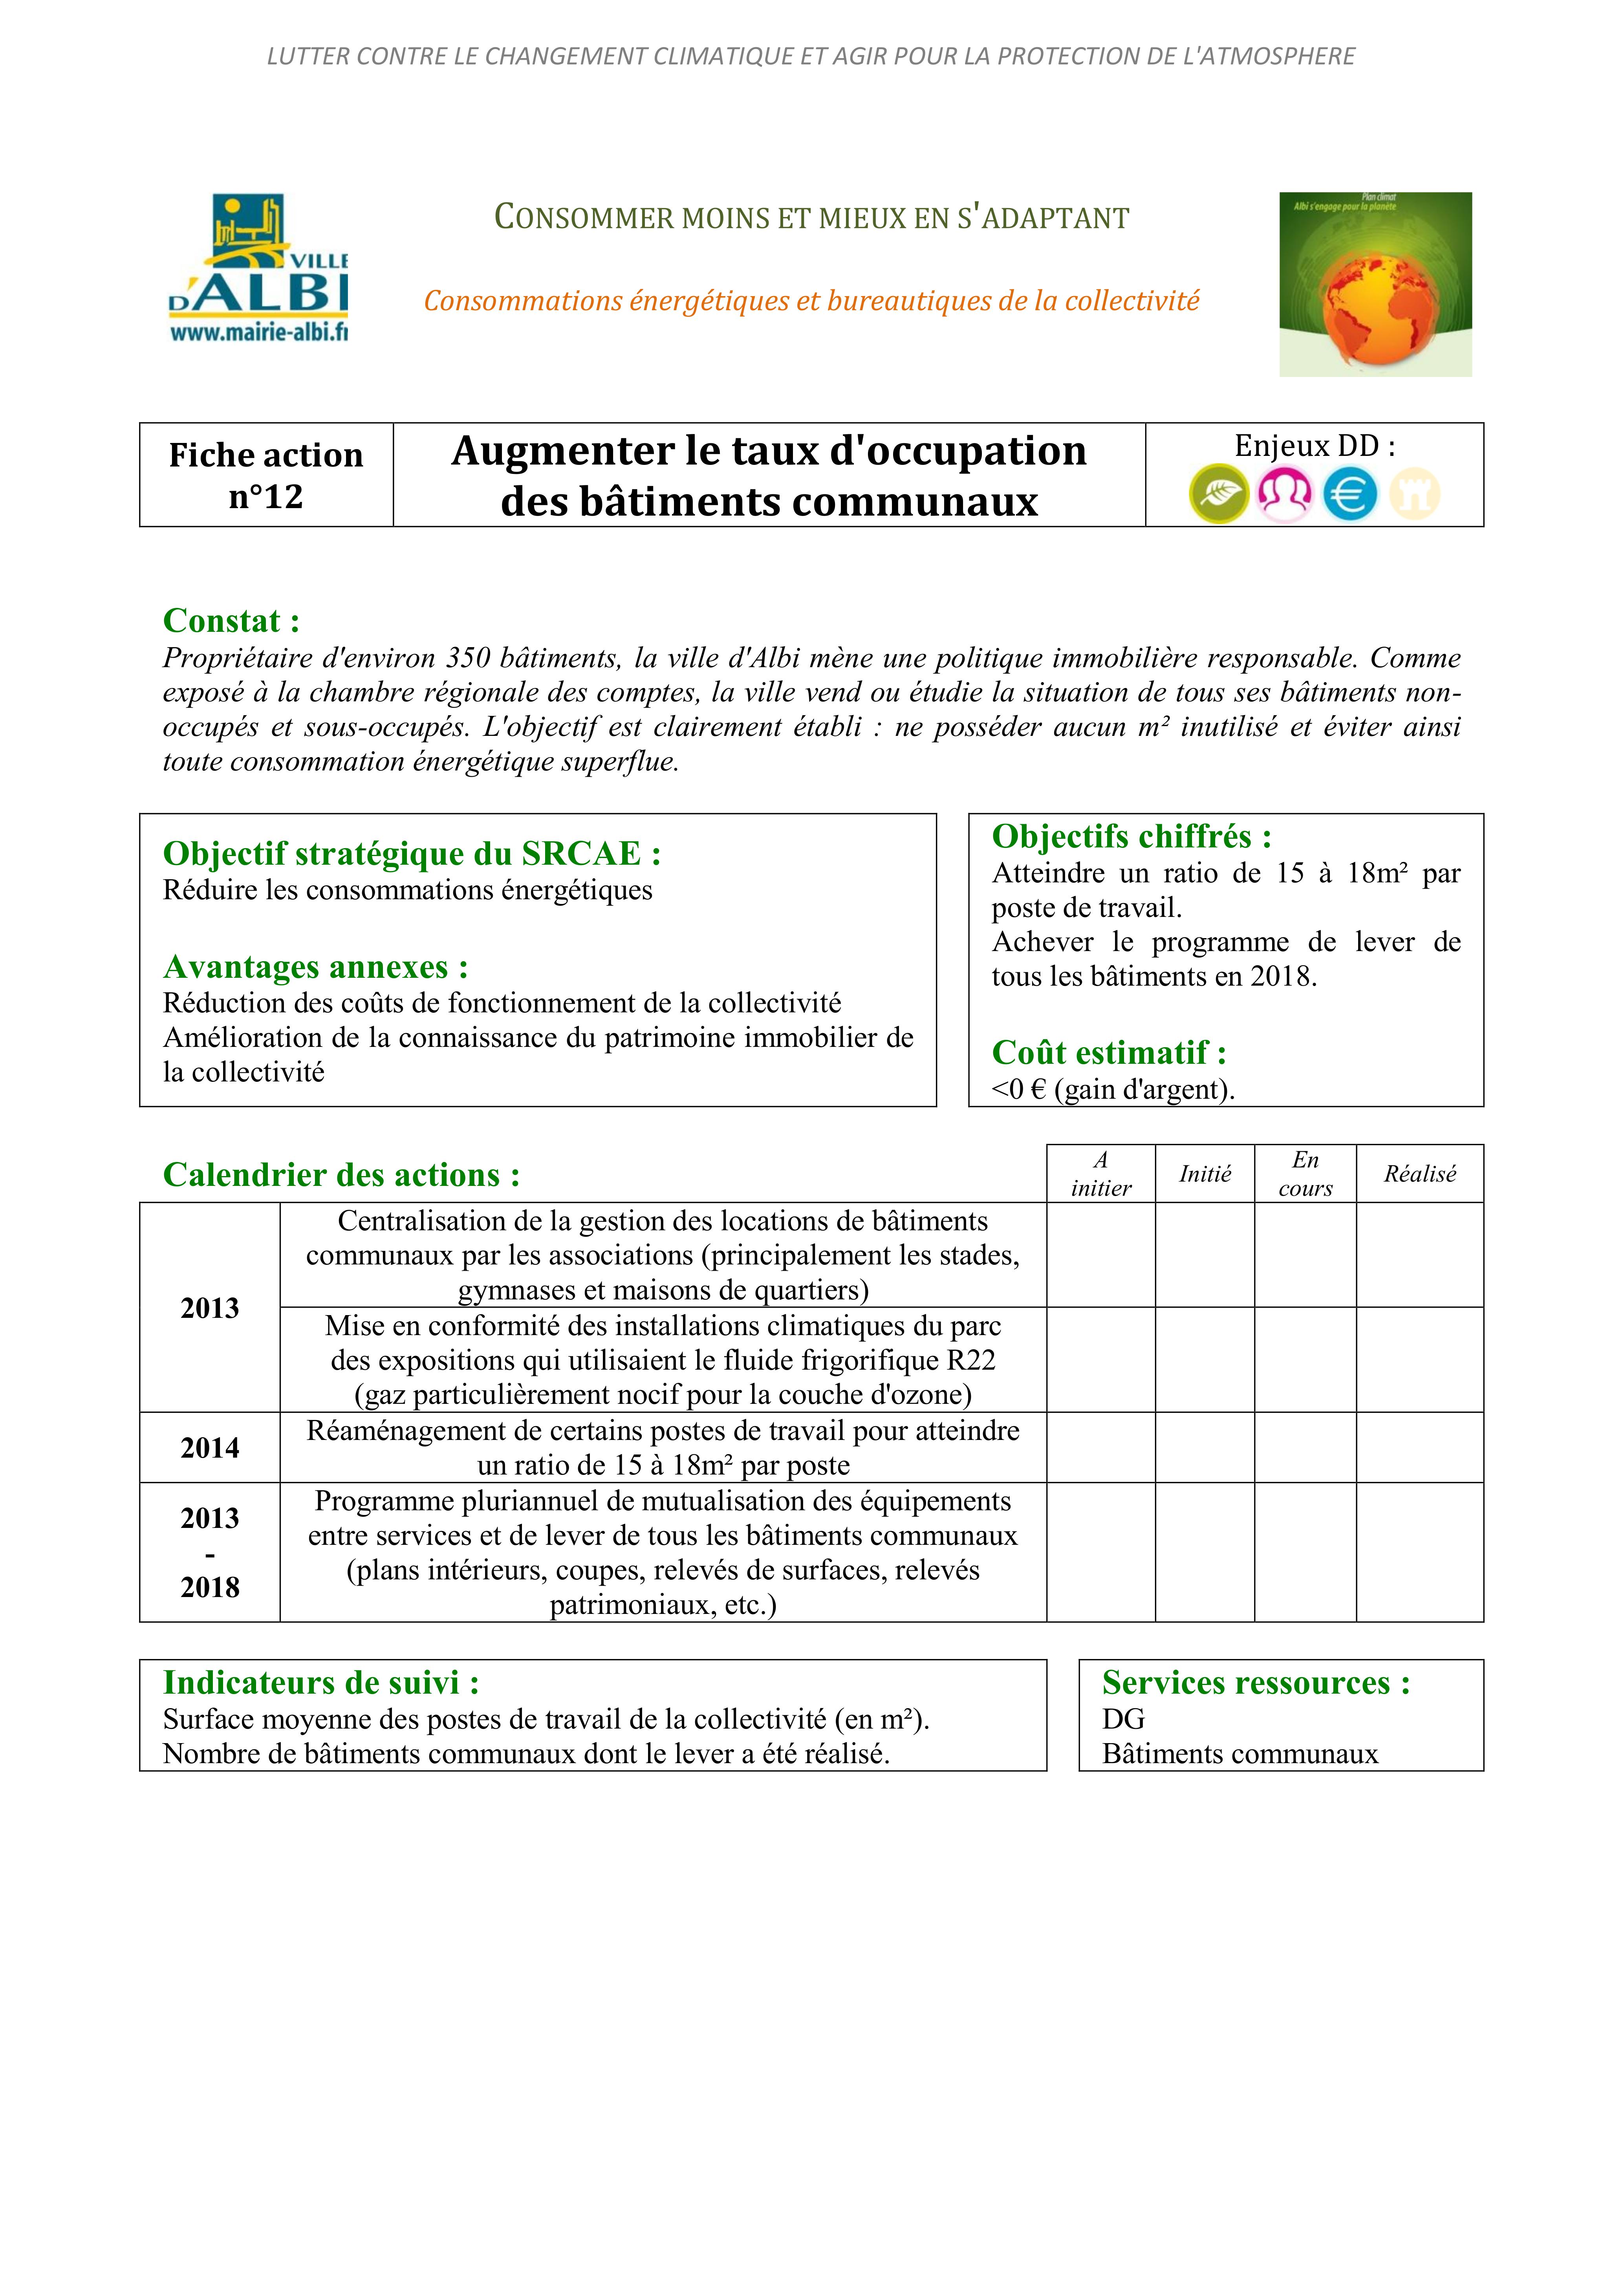 LUTTER CONTRE LE CHANGEMENT CLIMATIQUE ET AGIR POUR LA PROTECTION DE L'ATMOSPHERE
VILLE
D'ALBI
www.mairie-albi.fr
CONSOMMER MOINS ET MIEUX EN S'ADAPTANT
Consommations énergétiques et bureautiques de la collectivité
Plan climat
Albi s'engage pour la planète
Fiche action
n°12
Augmenter le taux d'occupation
des bâtiments communaux
Enjeux DD :
Constat :
Propriétaire d'environ 350 bâtiments, la ville d'Albi mène une politique immobilière responsable. Comme
exposé à la chambre régionale des comptes, la ville vend ou étudie la situation de tous ses bâtiments non-
occupés et sous-occupés. L'objectif est clairement établi : ne posséder aucun m² inutilisé et éviter ainsi
toute consommation énergétique superflue.
Objectif stratégique du SRCAE :
Réduire les consommations énergétiques
Avantages annexes :
Réduction des coûts de fonctionnement de la collectivité
Amélioration de la connaissance du patrimoine immobilier de
la collectivité
Objectifs chiffrés :
Atteindre un ratio de 15 à 18m² par
poste de travail.
Achever le programme de lever de
tous les bâtiments en 2018.
Coût estimatif :
<0 € (gain d'argent).
Calendrier des actions :
A
initier
Initié
En
cours
Réalisé
2013
Centralisation de la gestion des locations de bâtiments
communaux par les associations (principalement les stades,
gymnases et maisons de quartiers)
Mise en conformité des installations climatiques du parc
des expositions qui utilisaient le fluide frigorifique R22
(gaz particulièrement nocif pour la couche d'ozone)
2014
Réaménagement de certains postes de travail pour atteindre
un ratio de 15 à 18m² par poste
2013
-
2018
Programme pluriannuel de mutualisation des équipements
entre services et de lever de tous les bâtiments communaux
(plans intérieurs, coupes, relevés de surfaces, relevés
patrimoniaux, etc.)
Indicateurs de suivi :
Surface moyenne des postes de travail de la collectivité (en m²).
Nombre de bâtiments communaux dont le lever a été réalisé.
Services ressources :
DG
Bâtiments communaux